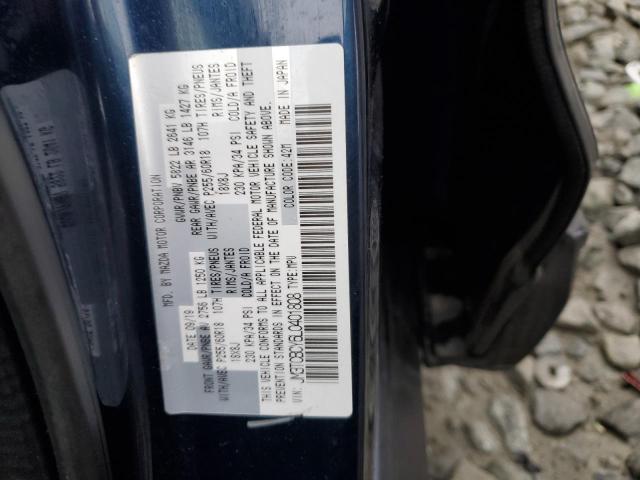 MFD. BY MAZDA MOTOR CORPORATION
DATE 09/19 GVWR/PNBV 5822 LB 2641 KG
FRONT GAWR/PNBE A. 2756 LB 1250 KG REAR GAWR/PNBE AR 3146 LB 1427 KG
WITH/AVEC P255/60R18 107H TIRES/PNEUS WITH/AVEC P255/60R18 107H TIRES/PNEUS
18X8J RIMS/JANTES 18X8J RIMS/JANTES
230 KPA/34 PSI COLD/A FROID 230 KPA/34 PSI COLD/A FROID
THIS VEHICLE CONFORMS TO ALL APPLICABLE FEDERAL MOTOR VEHICLE SAFETY AND THEFT
PREVENTION STANDARDS IN EFFECT ON THE DATE OF MANUFACTURE SHOWN ABOVE.
VIN: JM3TCBCY6L0401808 TYPE: MPV COLOR CODE: 42M MADE IN JAPAN